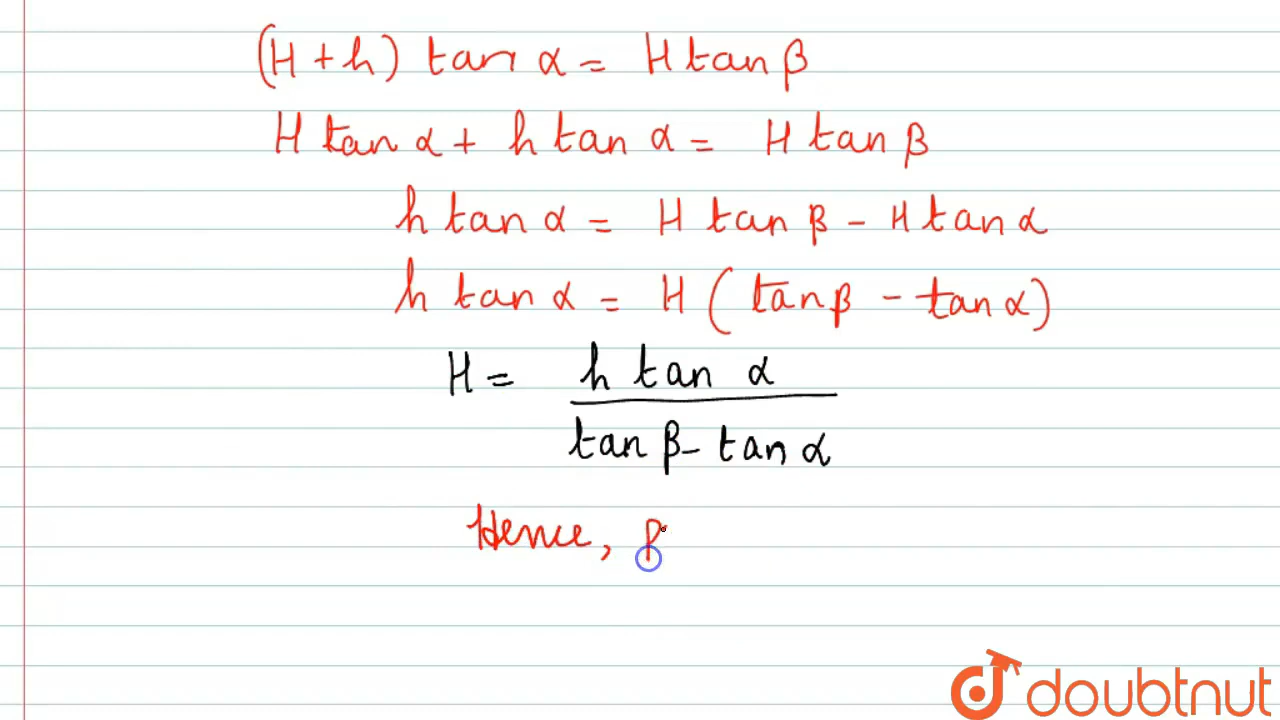 (H + h) tan α = H tan β
H tan α + h tan α = H tan β
h tan α = H tan β - H tan α
h tan α = H (tan β - tan α)
H = h tan α
tan β - tan α
Hence, P
doubtnut